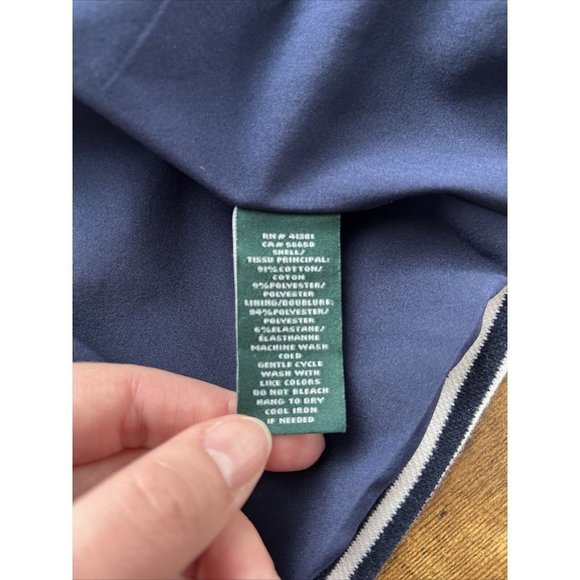 RN# 41381
CA# 56650
SHELL/
TISSU PRINCIPAL:
91% COTTON/
COTON
9% POLYESTER/
POLYESTER
LINING/DOUBLURE:
94% POLYESTER/
POLYESTER
6% ELASTANE/
ÉLASTHANNE
MACHINE WASH
COLD
GENTLE CYCLE
WASH WITH
LIKE COLORS
DO NOT BLEACH
HANG TO DRY
COOL IRON
IF NEEDED